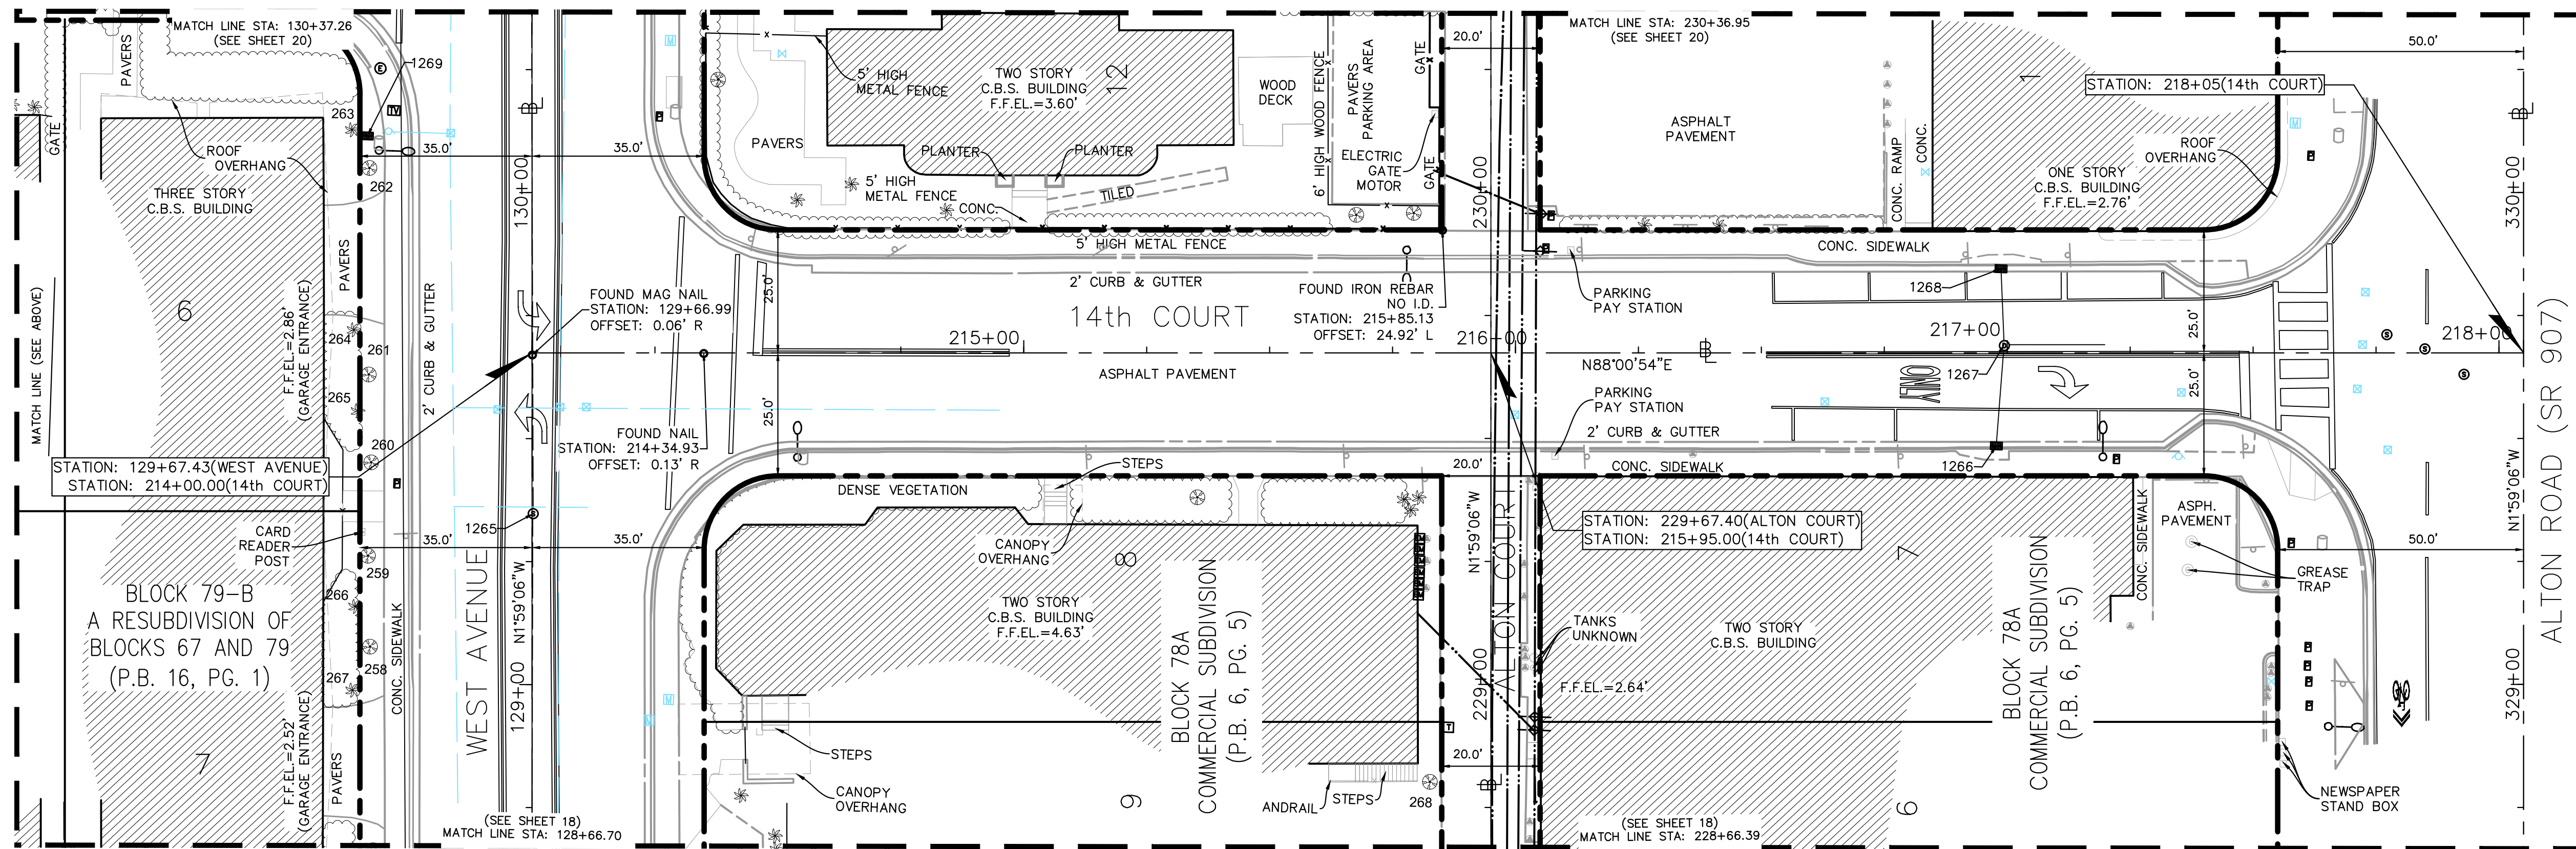 MATCH LINE STA: 130+37.26
(SEE SHEET 20)
GATE
PAVERS
E
1269
TV
263
262
35.0'
35.0'
ROOF
OVERHANG
THREE STORY
C.B.S. BUILDING
6
PAVERS
F.F.EL.=2.86'
(GARAGE ENTRANCE)
264
261
265
260
2' CURB & GUTTER
MATCH LINE (SEE ABOVE)
STATION: 129+67.43(WEST AVENUE)
STATION: 214+00.00(14th COURT)
CARD
READER
POST
259
266
258
267
BLOCK 79-B
A RESUBDIVISION OF
BLOCKS 67 AND 79
(P.B. 16, PG. 1)
7
F.F.EL.=2.52'
(GARAGE ENTRANCE)
PAVERS
CONC. SIDEWALK
130+00
FOUND MAG NAIL
STATION: 129+66.99
OFFSET: 0.06' R
FOUND NAIL
STATION: 214+34.93
OFFSET: 0.13' R
1265
35.0'
35.0'
WEST AVENUE
N1°59'06"W
129+00
(SEE SHEET 18)
MATCH LINE STA: 128+66.70
5' HIGH
METAL FENCE
TWO STORY
C.B.S. BUILDING
F.F.EL.=3.60'
12
WOOD
DECK
PAVERS
PLANTER
PLANTER
5' HIGH
METAL FENCE
CONC.
TILED
6' HIGH WOOD FENCE
PAVERS
PARKING AREA
GATE
ELECTRIC
GATE
MOTOR
GATE
20.0'
230+00
5' HIGH METAL FENCE
2' CURB & GUTTER
25.0'
25.0'
14th COURT
215+00
ASPHALT PAVEMENT
FOUND IRON REBAR
NO I.D.
STATION: 215+85.13
OFFSET: 24.92' L
216+00
N88°00'54"E
PARKING
PAY STATION
PARKING
PAY STATION
MATCH LINE STA: 230+36.95
(SEE SHEET 20)
ASPHALT
PAVEMENT
CONC. RAMP
CONC.
1
ONE STORY
C.B.S. BUILDING
F.F.EL.=2.76'
ROOF
OVERHANG
STATION: 218+05(14th COURT)
50.0'
330+00
CONC. SIDEWALK
1268
217+00
1267
ONLY
25.0'
25.0'
218+00
2' CURB & GUTTER
1266
CONC. SIDEWALK
ALTON ROAD (SR 907)
N1°59'06"W
DENSE VEGETATION
STEPS
CANOPY
OVERHANG
8
TWO STORY
C.B.S. BUILDING
F.F.EL.=4.63'
BLOCK 78A
COMMERCIAL SUBDIVISION
(P.B. 6, PG. 5)
STEPS
CANOPY
OVERHANG
9
ANDRAIL
STEPS
268
20.0'
N1°59'06"W
ALTON COURT
229+00
20.0'
STATION: 229+67.40(ALTON COURT)
STATION: 215+95.00(14th COURT)
TANKS
UNKNOWN
TWO STORY
C.B.S. BUILDING
F.F.EL.=2.64'
7
BLOCK 78A
COMMERCIAL SUBDIVISION
(P.B. 6, PG. 5)
6
(SEE SHEET 18)
MATCH LINE STA: 228+66.39
CONC. SIDEWALK
ASPH.
PAVEMENT
GREASE
TRAP
50.0'
329+00
NEWSPAPER
STAND BOX